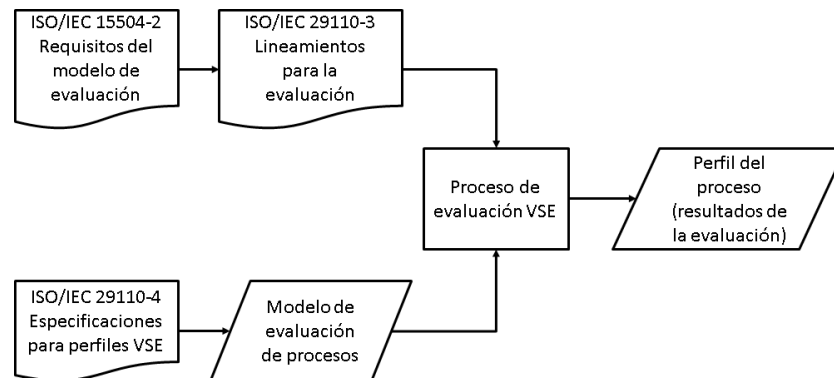 ISO/IEC 15504-2
Requisitos del
modelo de
evaluación
ISO/IEC 29110-3
Lineamientos
para la
evaluación
Proceso de
evaluación VSE
Perfil del
proceso
(resultados de
la evaluación)
ISO/IEC 29110-4
Especificaciones
para perfiles VSE
Modelo de
evaluación
de procesos